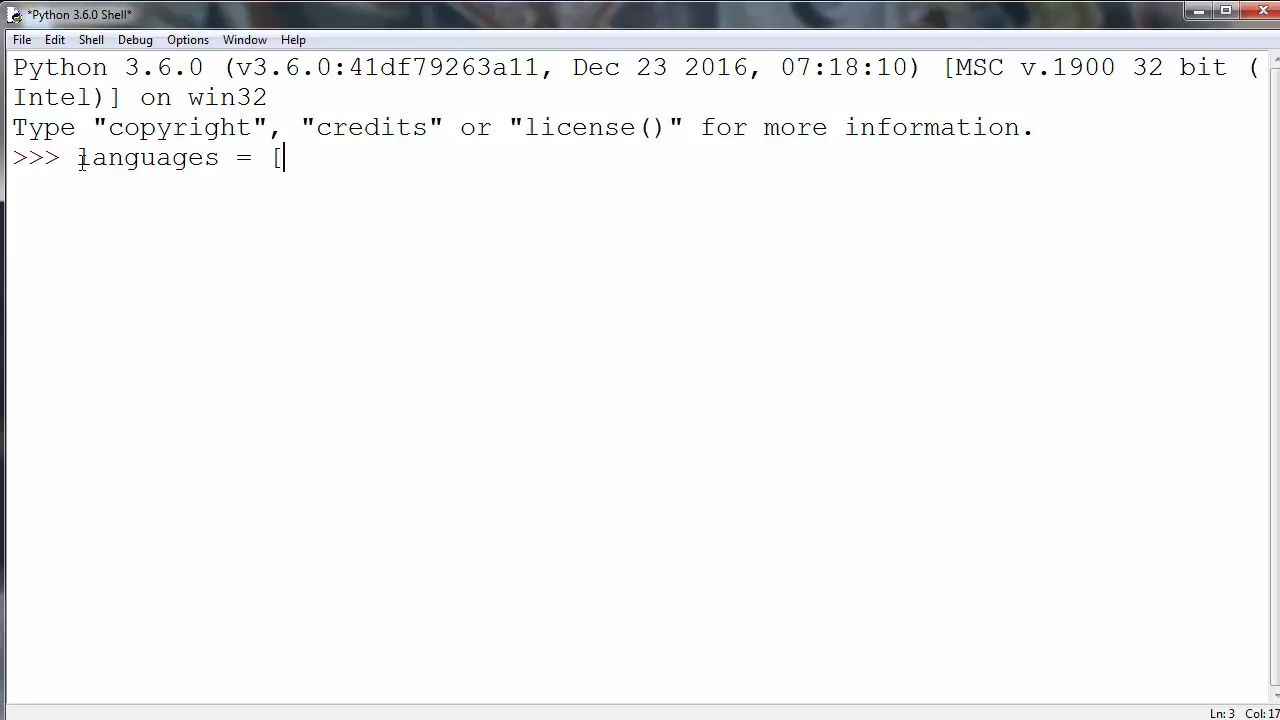 *Python 3.6.0 Shell*
File Edit Shell Debug Options Window Help
Python 3.6.0 (v3.6.0:41df79263a11, Dec 23 2016, 07:18:10) [MSC v.1900 32 bit (
Intel)] on win32
Type "copyright", "credits" or "license()" for more information.
>>> languages = [
Ln: 3 Col: 17